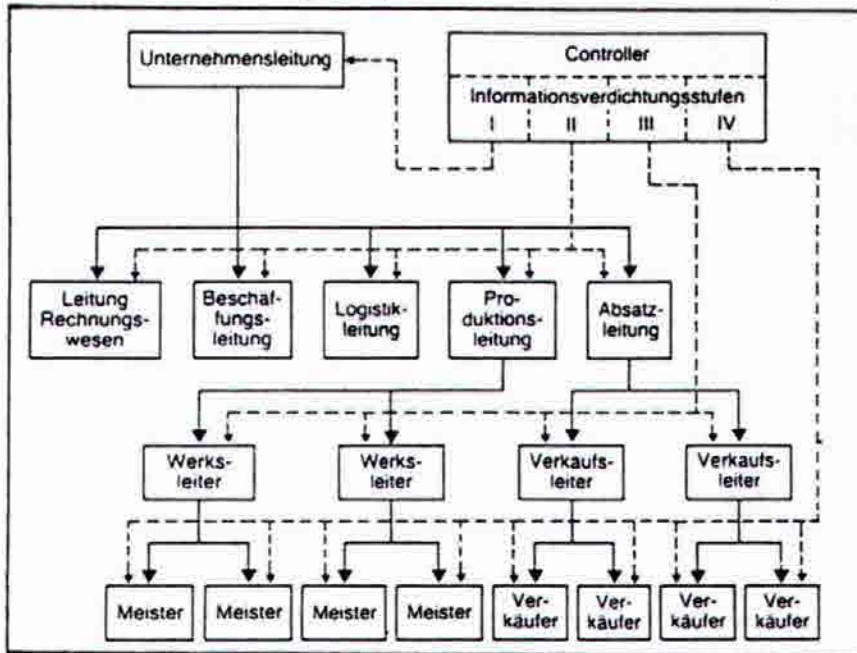 Unternehmensleitung
Controller
Informationsverdichtungsstufen
I II III IV
Leitung
Rechnungs-
wesen
Beschaf-
fungs-
leitung
Logistik-
leitung
Pro-
duktions-
leitung
Absatz-
leitung
Werks-
leiter
Werks-
leiter
Verkaufs-
leiter
Verkaufs-
leiter
Meister
Meister
Meister
Meister
Ver-
käufer
Ver-
käufer
Ver-
käufer
Ver-
käufer